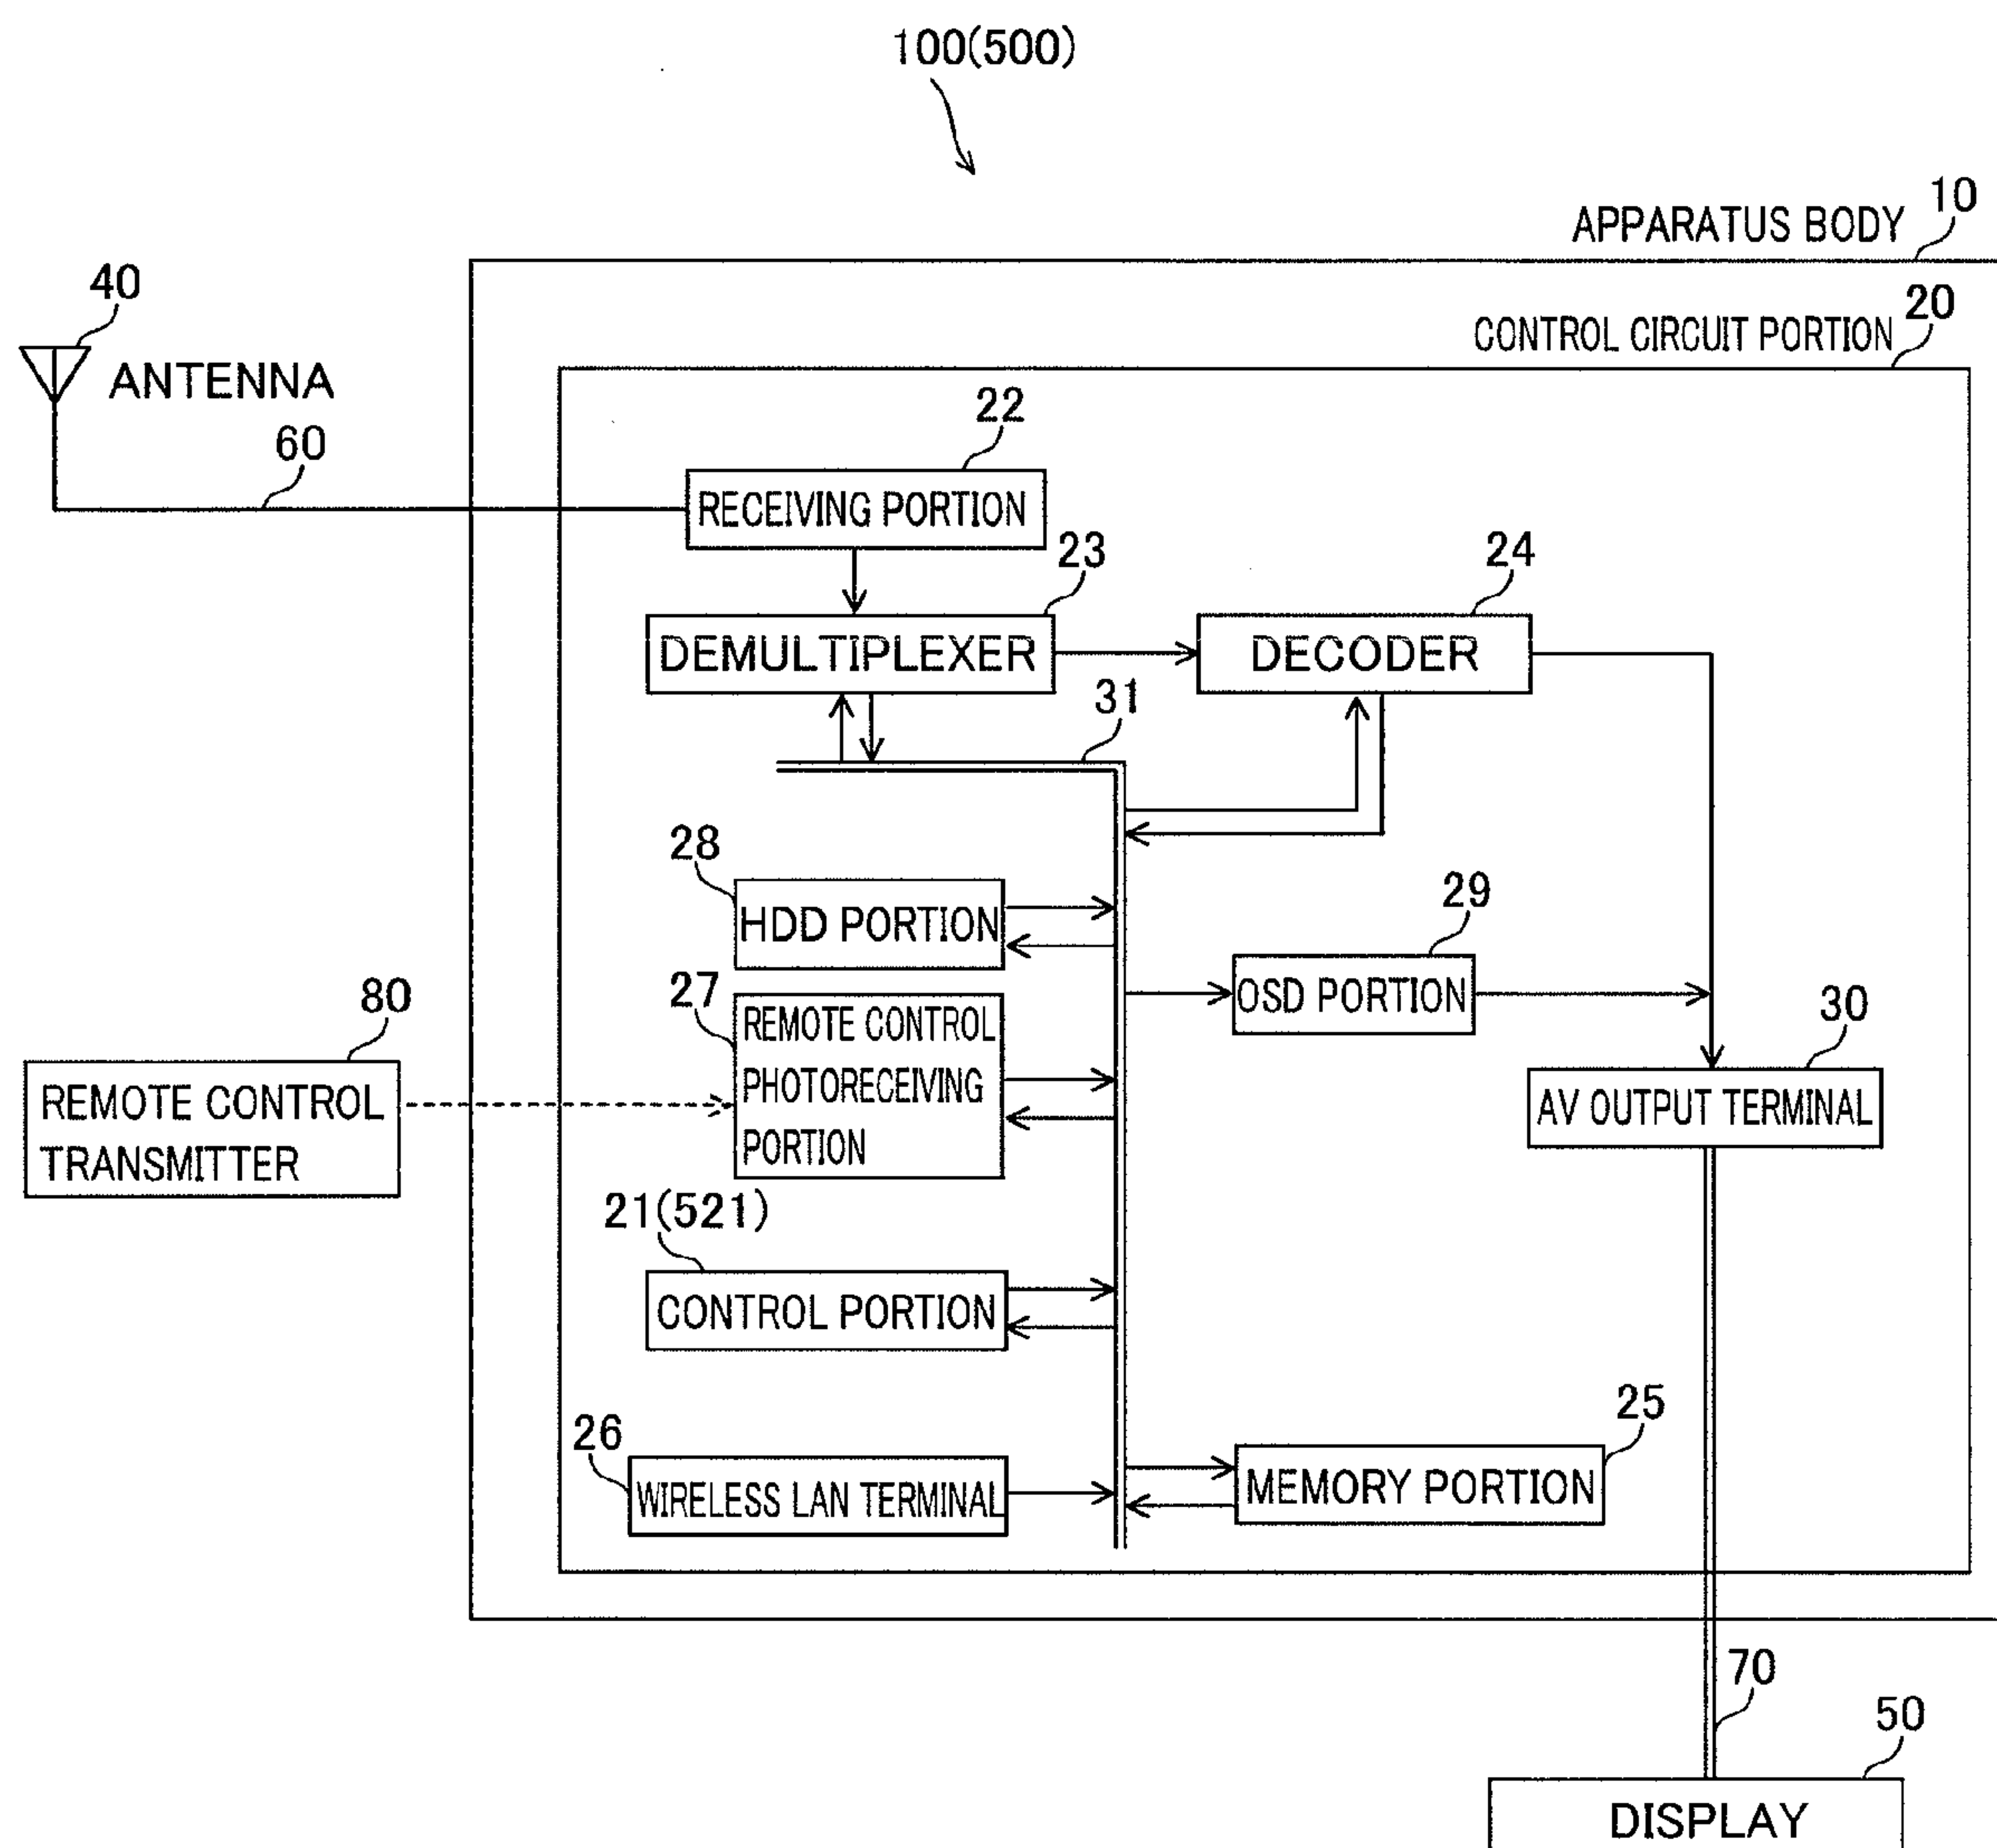 100(500)
10
APPARATUS BODY
20
CONTROL CIRCUIT PORTION
40
ANTENNA
60
22
RECEIVING PORTION
23
DEMULTIPLEXER
24
DECODER
31
28
HDD PORTION
29
OSD PORTION
27
REMOTE CONTROL
PHOTORECEIVING
PORTION
80
REMOTE CONTROL
TRANSMITTER
30
AV OUTPUT TERMINAL
21(521)
CONTROL PORTION
26
WIRELESS LAN TERMINAL
25
MEMORY PORTION
70
50
DISPLAY